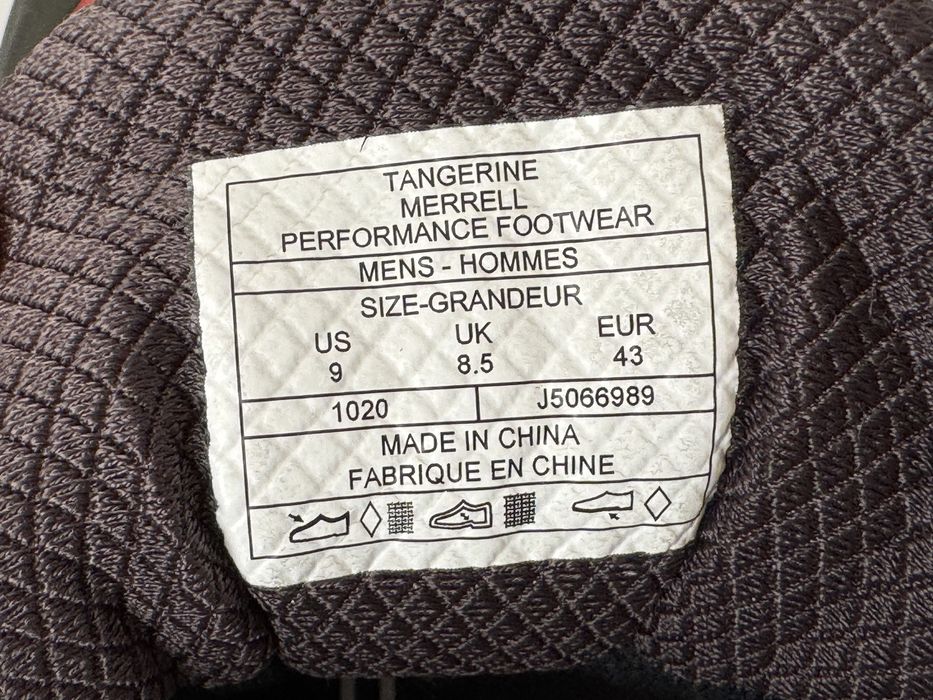 TANGERINE
MERRELL
PERFORMANCE FOOTWEAR
MENS - HOMMES
SIZE-GRANDEUR
US UK EUR
9 8.5 43
1020 J5066989
MADE IN CHINA
FABRIQUE EN CHINE